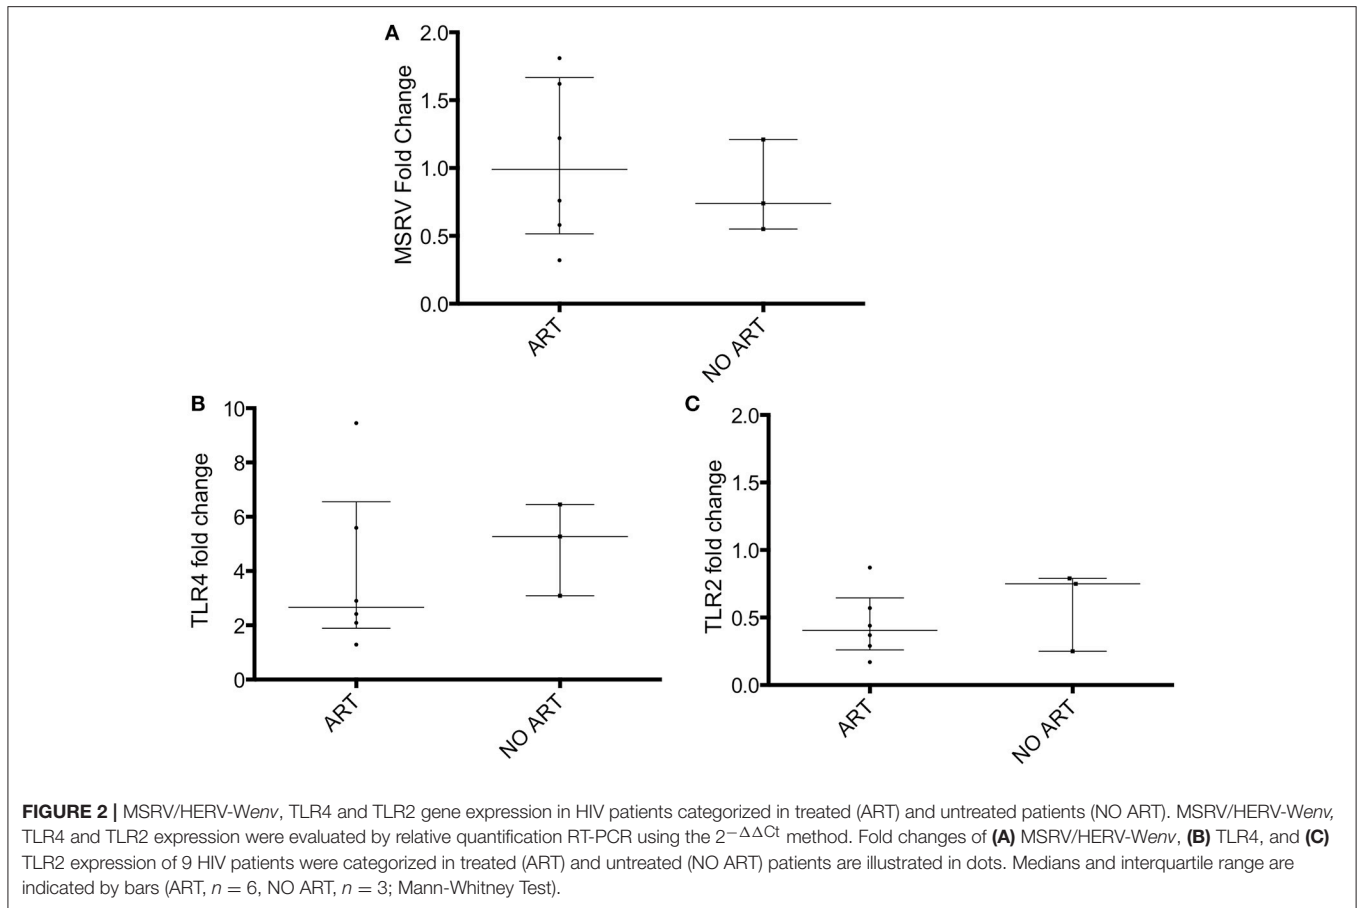 A
2.0
1.5
1.0
0.5
0.0
MSRV Fold Change
ART
NO ART
B
10
8
6
4
2
0
TLR4 fold change
ART
NO ART
C
2.0
1.5
1.0
0.5
0.0
TLR2 fold change
ART
NO ART
FIGURE 2 | MSRV/HERV-Wenv, TLR4 and TLR2 gene expression in HIV patients categorized in treated (ART) and untreated patients (NO ART). MSRV/HERV-Wenv,
TLR4 and TLR2 expression were evaluated by relative quantification RT-PCR using the 2−ΔΔCt method. Fold changes of (A) MSRV/HERV-Wenv, (B) TLR4, and (C)
TLR2 expression of 9 HIV patients were categorized in treated (ART) and untreated (NO ART) patients are illustrated in dots. Medians and interquartile range are
indicated by bars (ART, n = 6, NO ART, n = 3; Mann-Whitney Test).